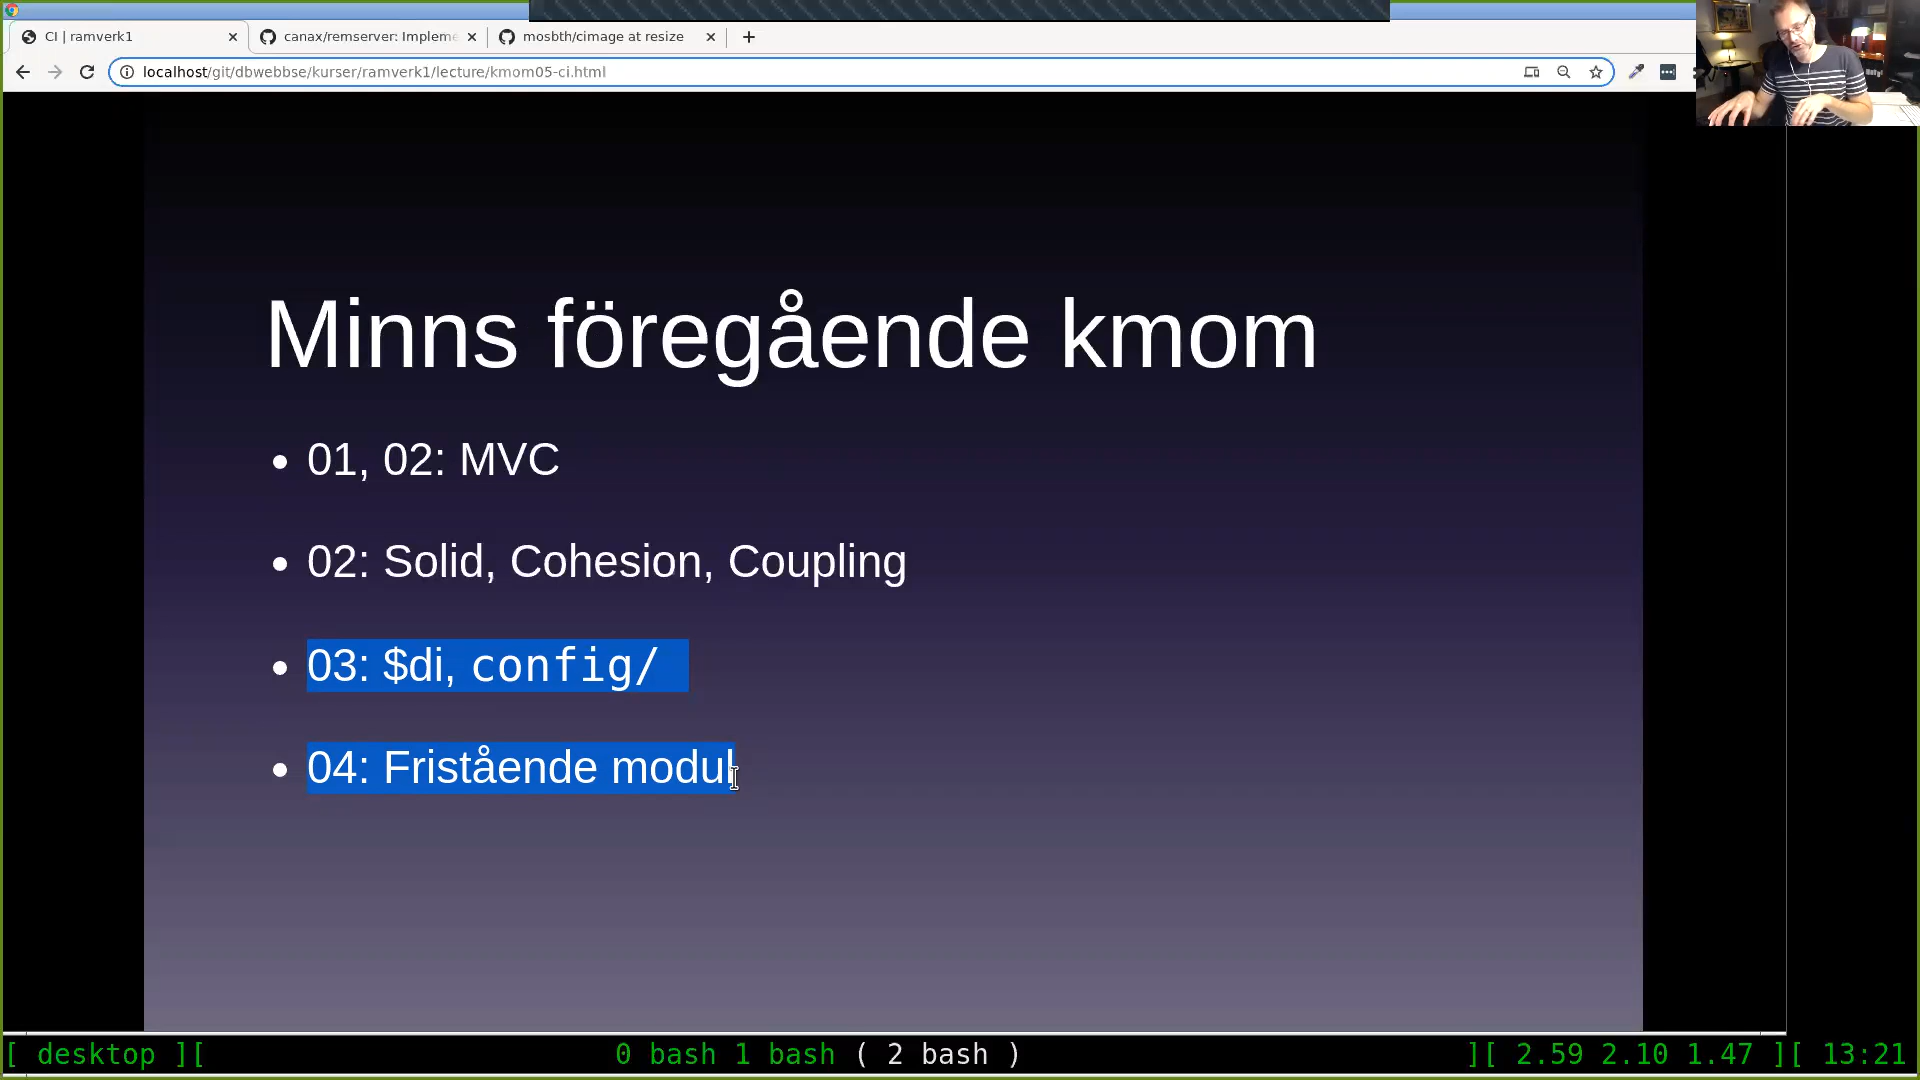 CI | ramverk1
canax/remserver: Impleme
mosbth/cimage at resize
localhost/git/dbwebbse/kurser/ramverk1/lecture/kmom05-ci.html
Minns föregående kmom
01, 02: MVC
02: Solid, Cohesion, Coupling
03: $di, config/
04: Fristående modul
[ desktop ][ 0 bash 1 bash ( 2 bash ) ][ 2.59 2.10 1.47 ][ 13:21